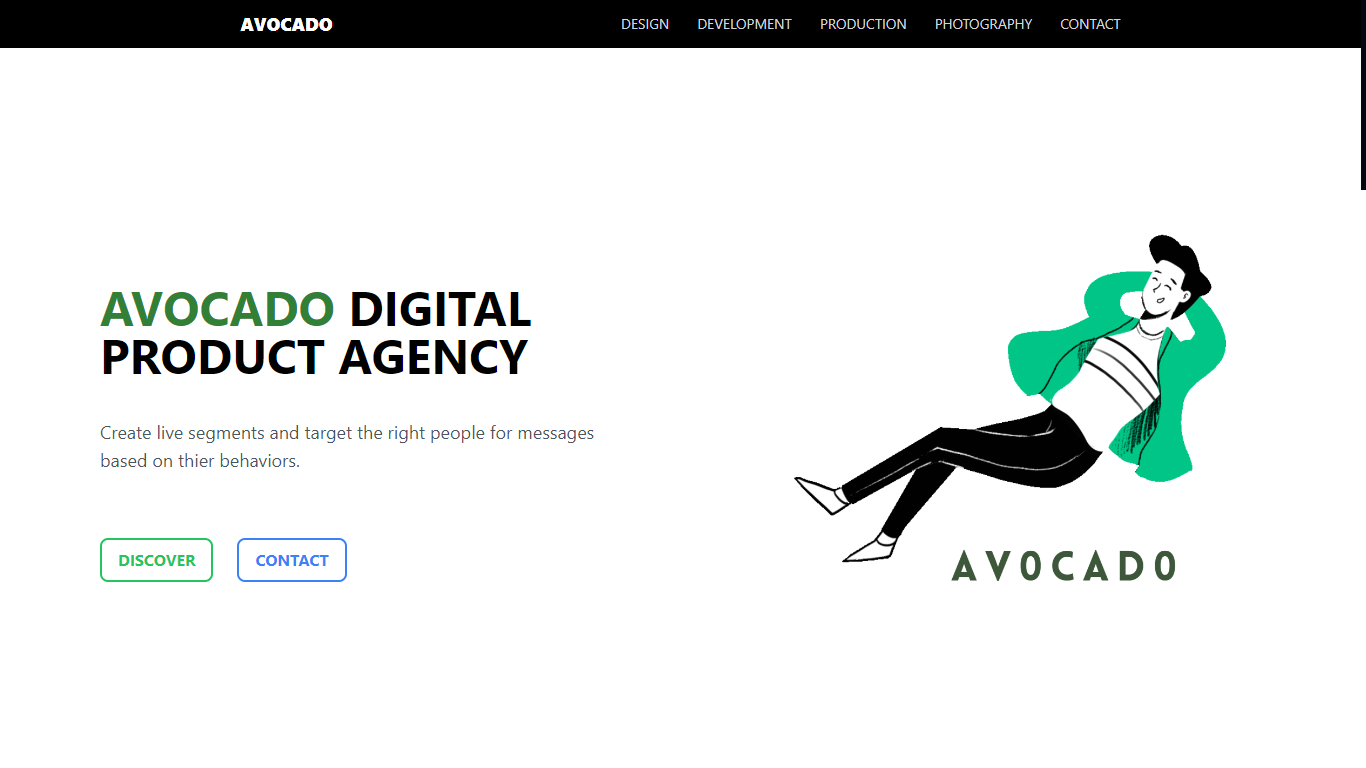 AVOCADO
DESIGN DEVELOPMENT PRODUCTION PHOTOGRAPHY CONTACT
AVOCADO DIGITAL
PRODUCT AGENCY
Create live segments and target the right people for messages
based on thier behaviors.
DISCOVER CONTACT
AV0CAD0